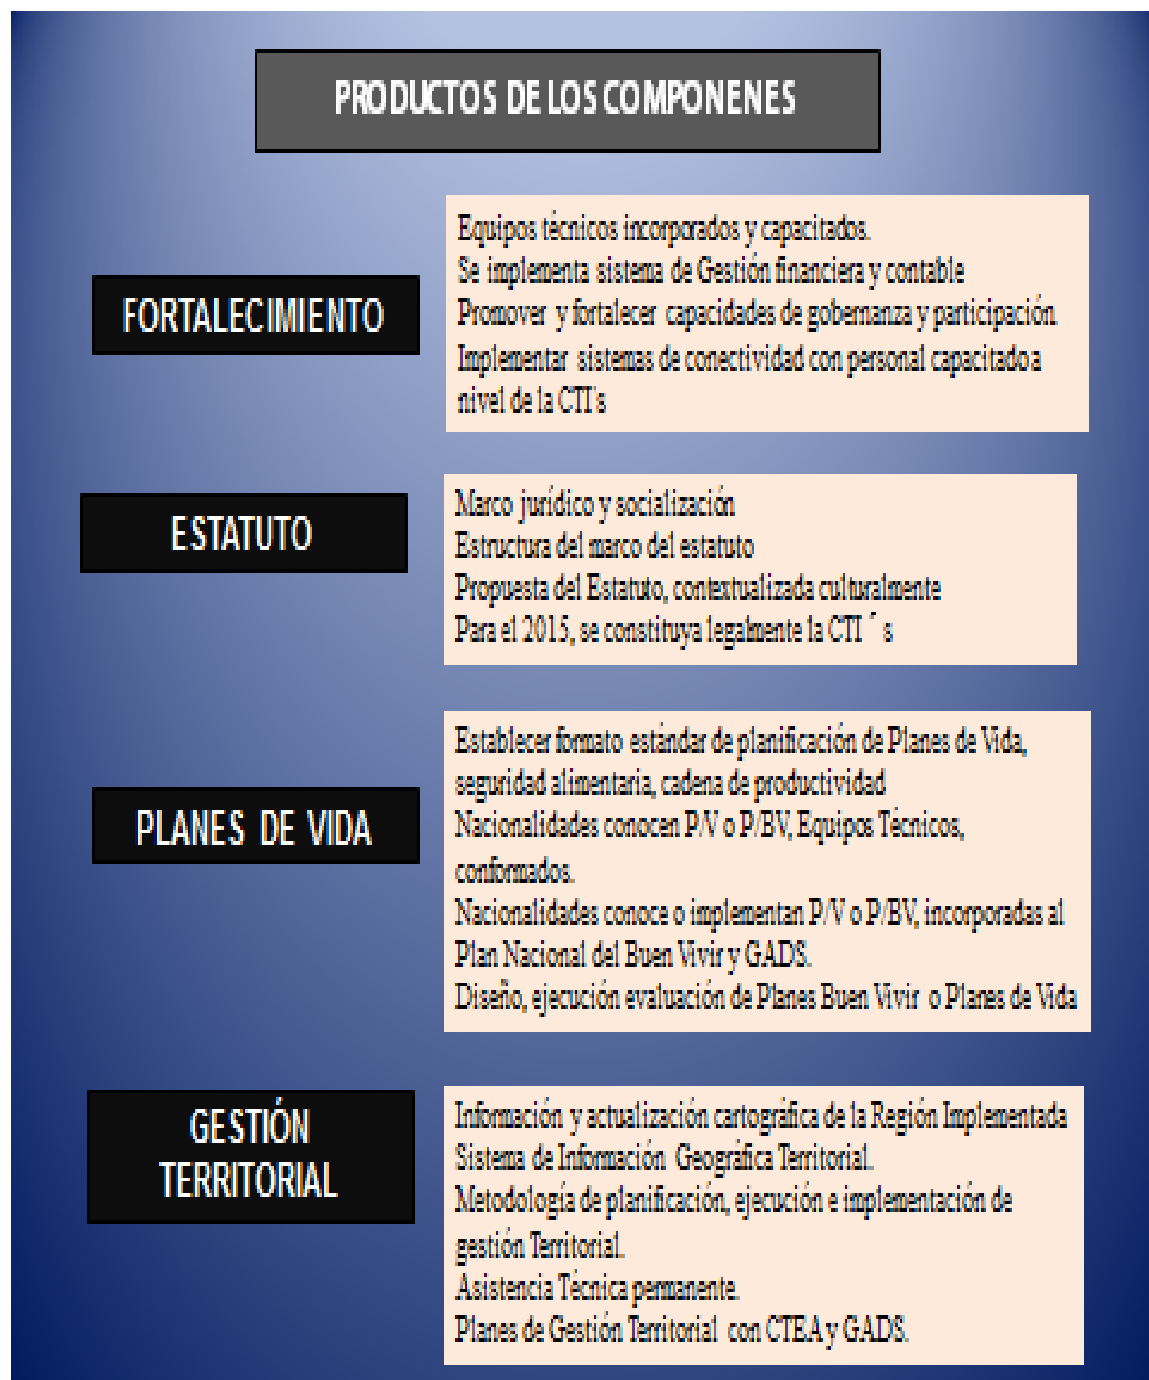 PRODUCTOS DE LOS COMPONENES
FORTALECIMIENTO
Equipos técnicos incorporados y capacitados.
Se implementa sistema de Gestión financiera y contable
Promover y fortalecer capacidades de gobernanza y participación.
Implementar sistemas de conectividad con personal capacitado a
nivel de la CTI's
ESTATUTO
Marco jurídico y socialización
Estructura del marco del estatuto
Propuesta del Estatuto, contextualizada culturalmente
Para el 2015, se constituya legalmente la CTI ´ s
PLANES DE VIDA
Establecer formato estándar de planificación de Planes de Vida,
seguridad alimentaria, cadena de productividad
Nacionalidades conocen P/V o P/BV, Equipos Técnicos,
conformados.
Nacionalidades conoce o implementan P/V o P/BV, incorporadas al
Plan Nacional del Buen Vivir y GADS.
Diseño, ejecución evaluación de Planes Buen Vivir o Planes de Vida
GESTIÓN
TERRITORIAL
Información y actualización cartográfica de la Región Implementada
Sistema de Información Geográfica Territorial.
Metodología de planificación, ejecución e implementación de
gestión Territorial.
Asistencia Técnica permanente.
Planes de Gestión Territorial con CTEA y GADS.